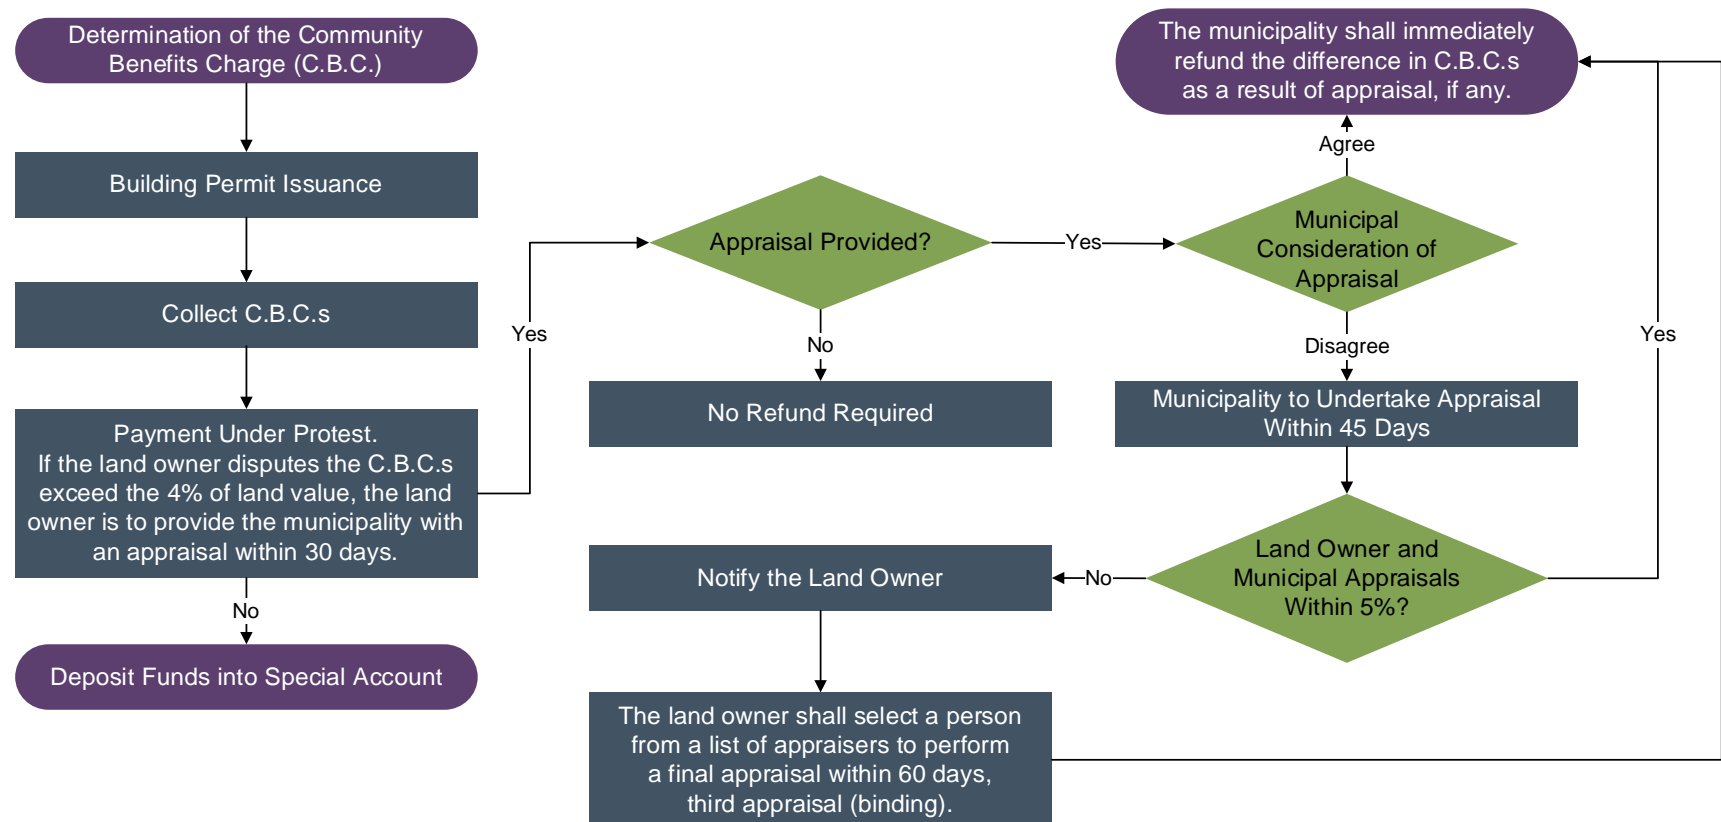 Determination of the Community
Benefits Charge (C.B.C.)
Building Permit Issuance
Collect C.B.C.s
Payment Under Protest.
If the land owner disputes the C.B.C.s
exceed the 4% of land value, the land
owner is to provide the municipality with
an appraisal within 30 days.
No
Deposit Funds into Special Account
Yes
Appraisal Provided?
No
No Refund Required
Yes
Municipal
Consideration of
Appraisal
Agree
The municipality shall immediately
refund the difference in C.B.C.s
as a result of appraisal, if any.
Disagree
Municipality to Undertake Appraisal
Within 45 Days
Land Owner and
Municipal Appraisals
Within 5%?
Yes
No
Notify the Land Owner
The land owner shall select a person
from a list of appraisers to perform
a final appraisal within 60 days,
third appraisal (binding).